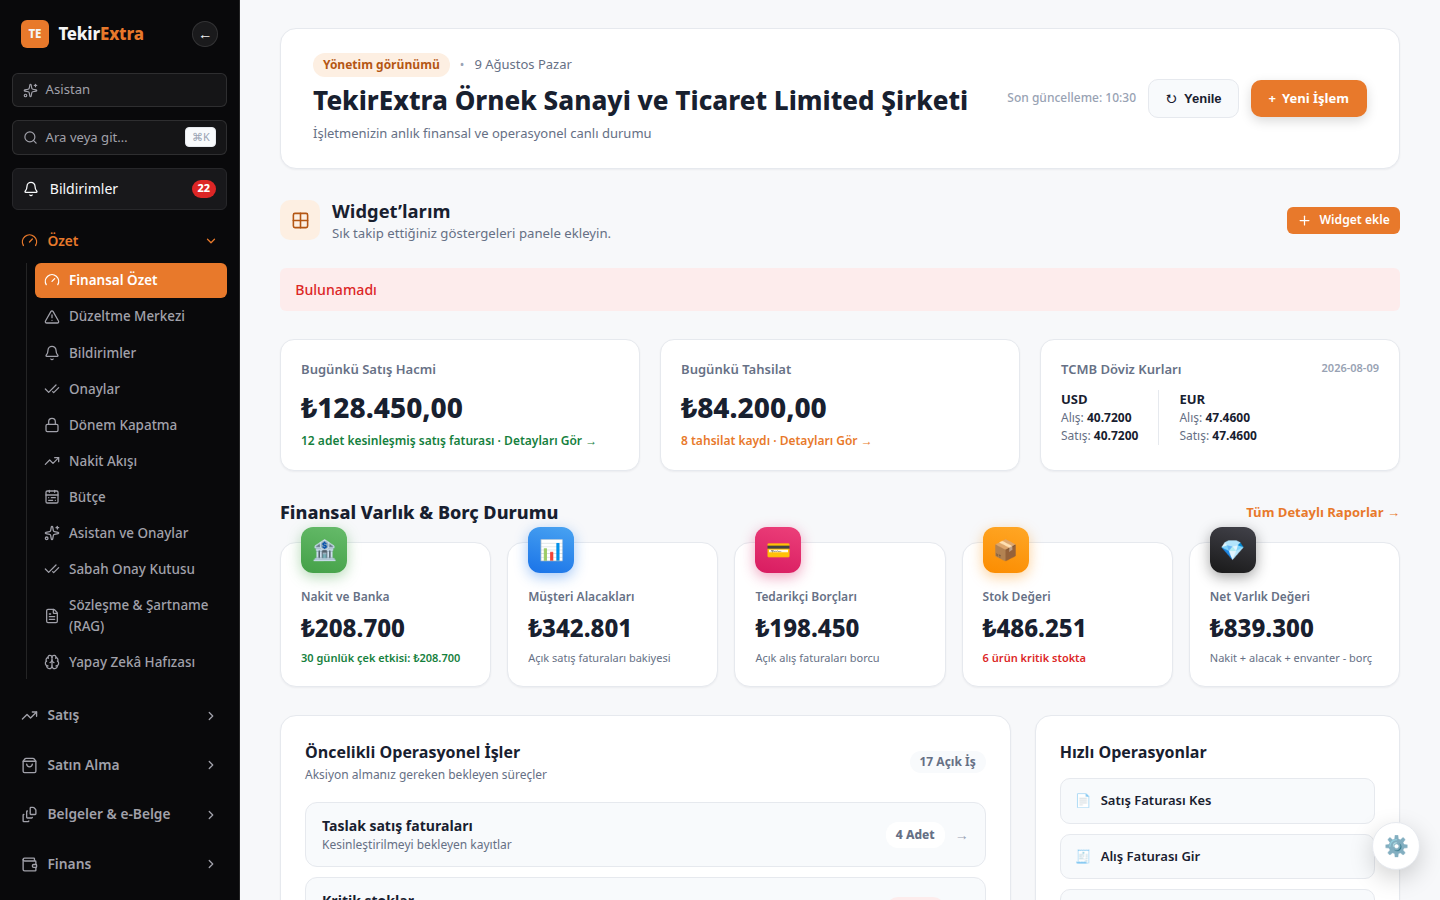 TE TekirExtra ←
Asistan
Ara veya git... ⌘K
Bildirimler 22
Özet
Finansal Özet
Düzeltme Merkezi
Bildirimler
Onaylar
Dönem Kapatma
Nakit Akışı
Bütçe
Asistan ve Onaylar
Sabah Onay Kutusu
Sözleşme & Şartname
(RAG)
Yapay Zekâ Hafızası
Satış
Satın Alma
Belgeler & e-Belge
Finans
Yönetim görünümü • 9 Ağustos Pazar
TekirExtra Örnek Sanayi ve Ticaret Limited Şirketi
İşletmenizin anlık finansal ve operasyonel canlı durumu
Son güncelleme: 10:36
↻ Yenile
+ Yeni İşlem
Widget’larım
Sık takip ettiğiniz göstergeleri panele ekleyin.
Widget ekle
Bulunamadı
Bugünkü Satış Hacmi
₺128.450,00
12 adet kesinleşmiş satış faturası · Detayları Gör →
Bugünkü Tahsilat
₺84.200,00
8 tahsilat kaydı · Detayları Gör →
TCMB Döviz Kurları 2026-08-09
USD
Alış: 40.7200
Satış: 40.7200
EUR
Alış: 47.4600
Satış: 47.4600
Finansal Varlık & Borç Durumu
Tüm Detaylı Raporlar →
Nakit ve Banka
₺208.700
30 günlük çek etkisi: ₺208.700
Müşteri Alacakları
₺342.801
Açık satış faturaları bakiyesi
Tedarikçi Borçları
₺198.450
Açık alış faturaları borcu
Stok Değeri
₺486.251
6 ürün kritik stokta
Net Varlık Değeri
₺839.300
Nakit + alacak + envanter - borç
Öncelikli Operasyonel İşler
Aksiyon almanız gereken bekleyen süreçler
17 Açık İş
Taslak satış faturaları
Kesinleştirilmeyi bekleyen kayıtlar
4 Adet →
Kritik stoklar
Hızlı Operasyonlar
Satış Faturası Kes
Alış Faturası Gir